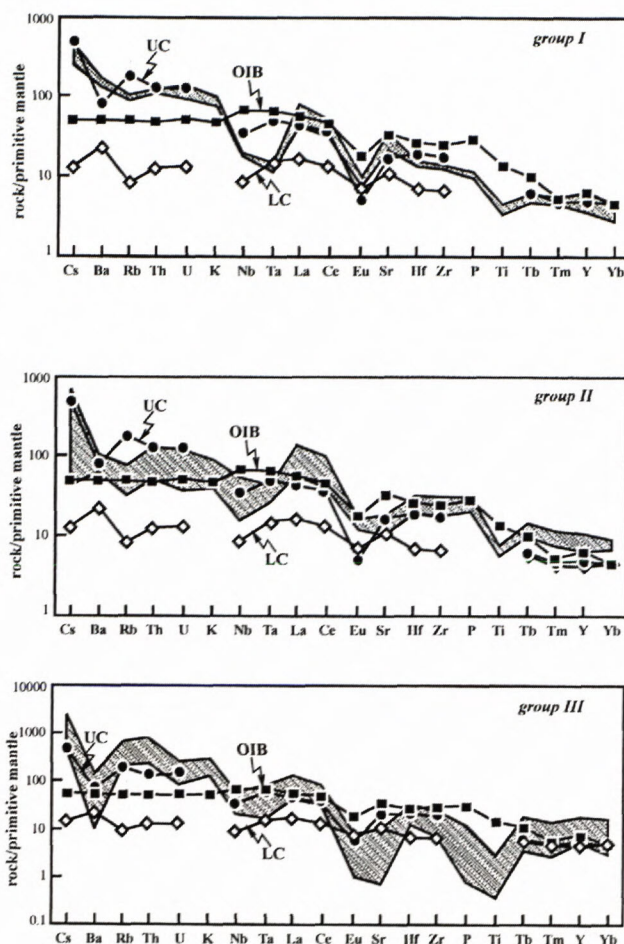 group I
1000
100
10
1
rock/primitive mantle
UC
OIB
LC
Cs Ba Rb Th U K Nb Ta La Ce Eu Sr Hf Zr P Ti Tb Tm Y Yb
group II
1000
100
10
1
rock/primitive mantle
UC
OIB
LC
Cs Ba Rb Th U K Nb Ta La Ce Eu Sr Hf Zr P Ti Tb Tm Y Yb
group III
10000
1000
100
10
1
0.1
rock/primitive mantle
UC
OIB
LC
Cs Ba Rb Th U K Nb Ta La Ce Eu Sr Hf Zr P Ti Tb Tm Y Yb